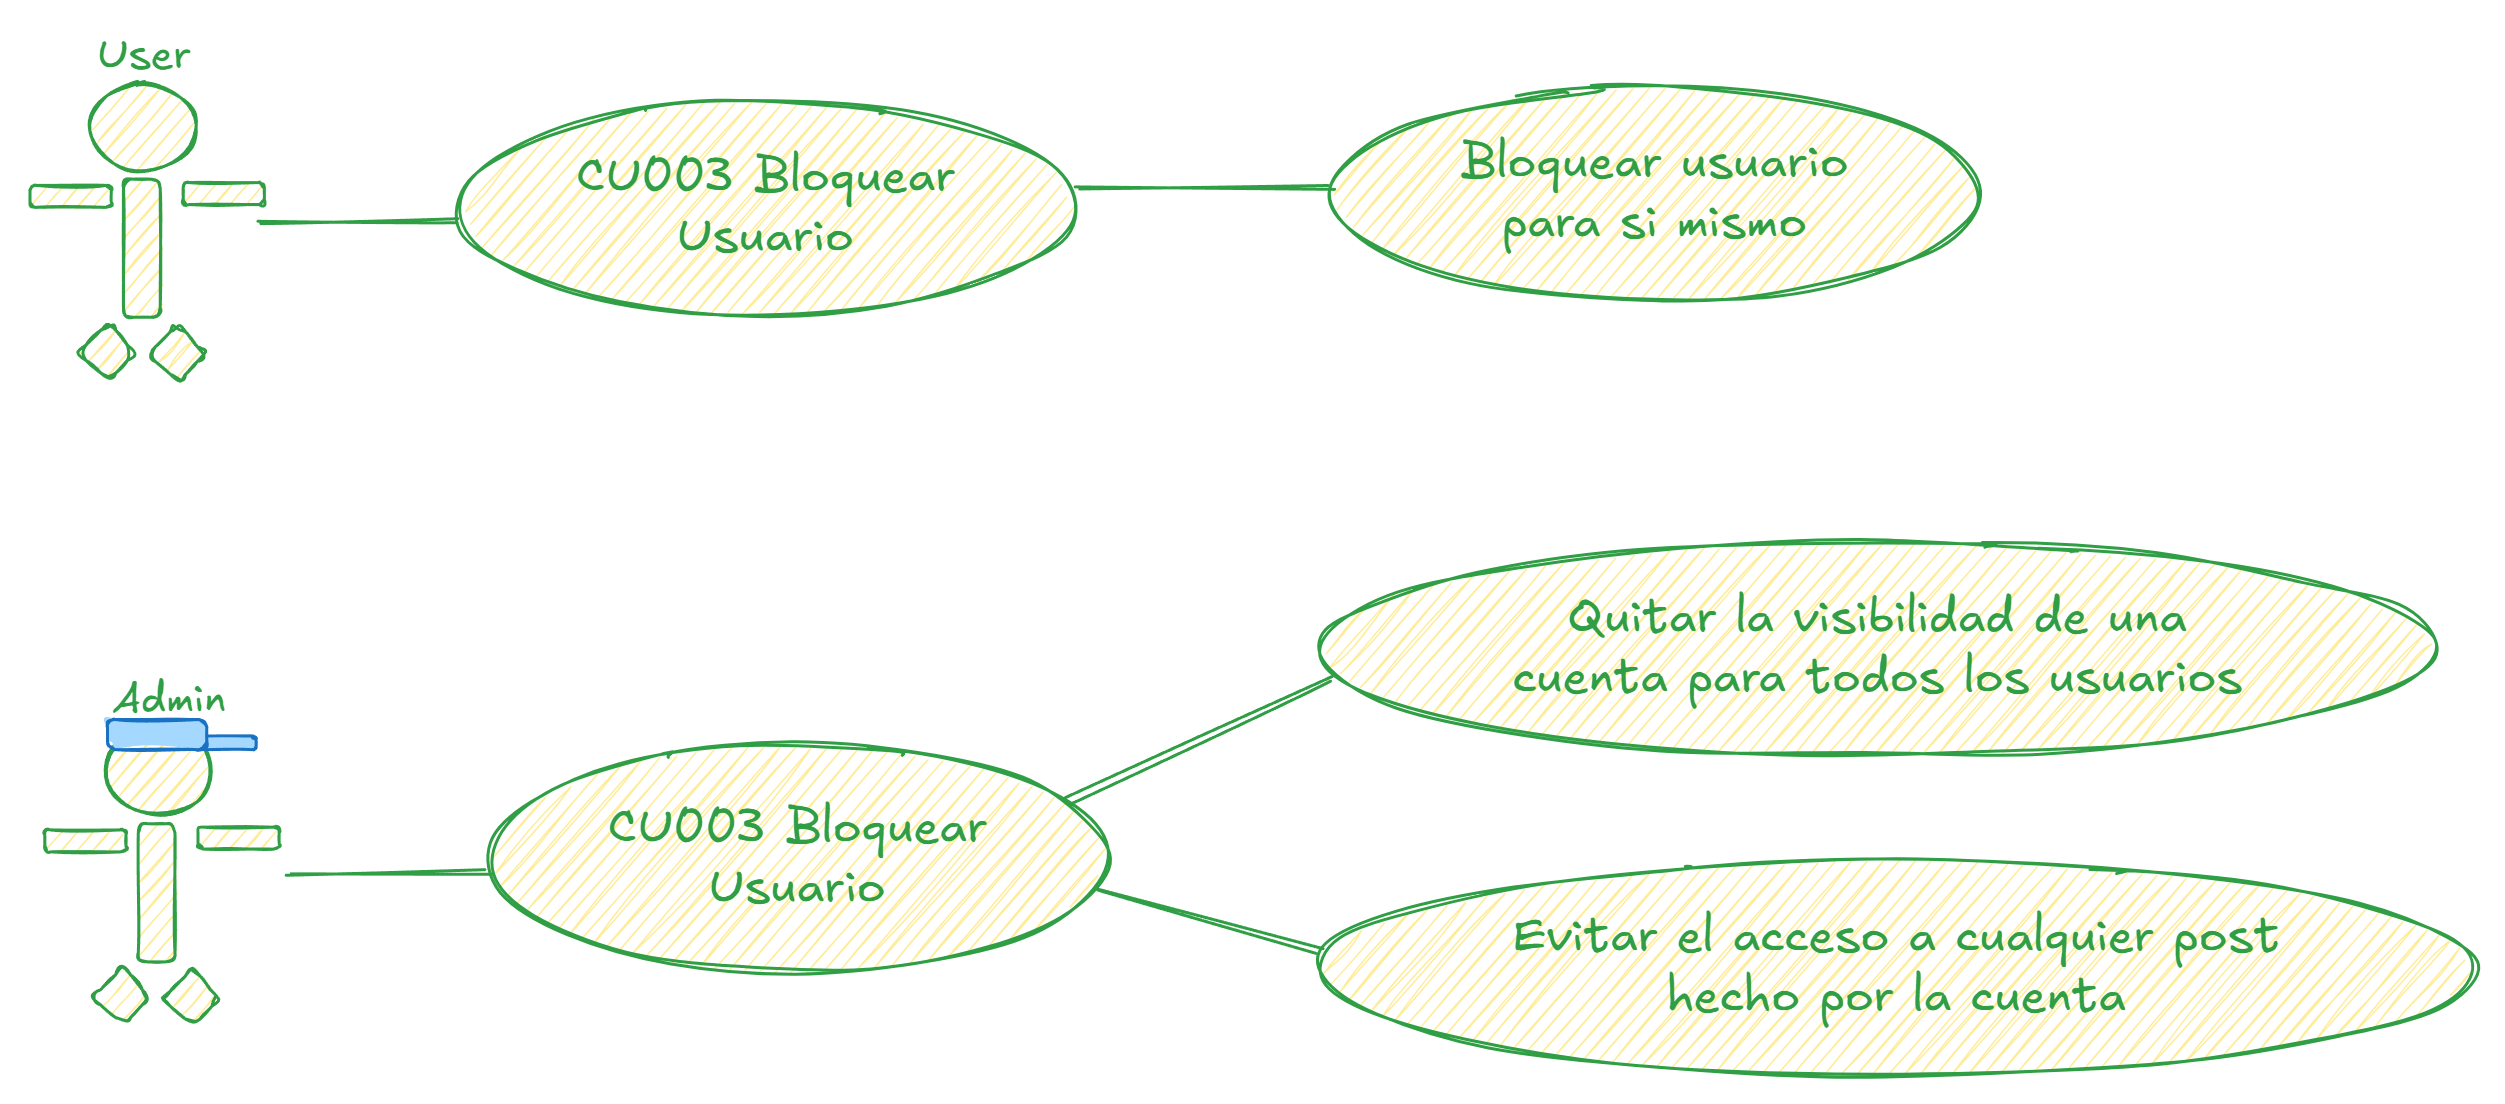 User
CU003 Bloquear
Usuario
Bloquear usuario
para si mismo
Admin
CU003 Bloquear
Usuario
Quitar la visibilidad de una
cuenta para todos los usuarios
Evitar el acceso a cualquier post
hecho por la cuenta